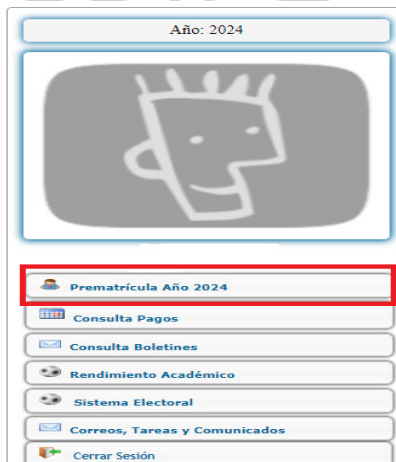 Año: 2024
Prematrícula Año 2024
Consulta Pagos
Consulta Boletines
Rendimiento Académico
Sistema Electoral
Correos, Tareas y Comunicados
Cerrar Sesión